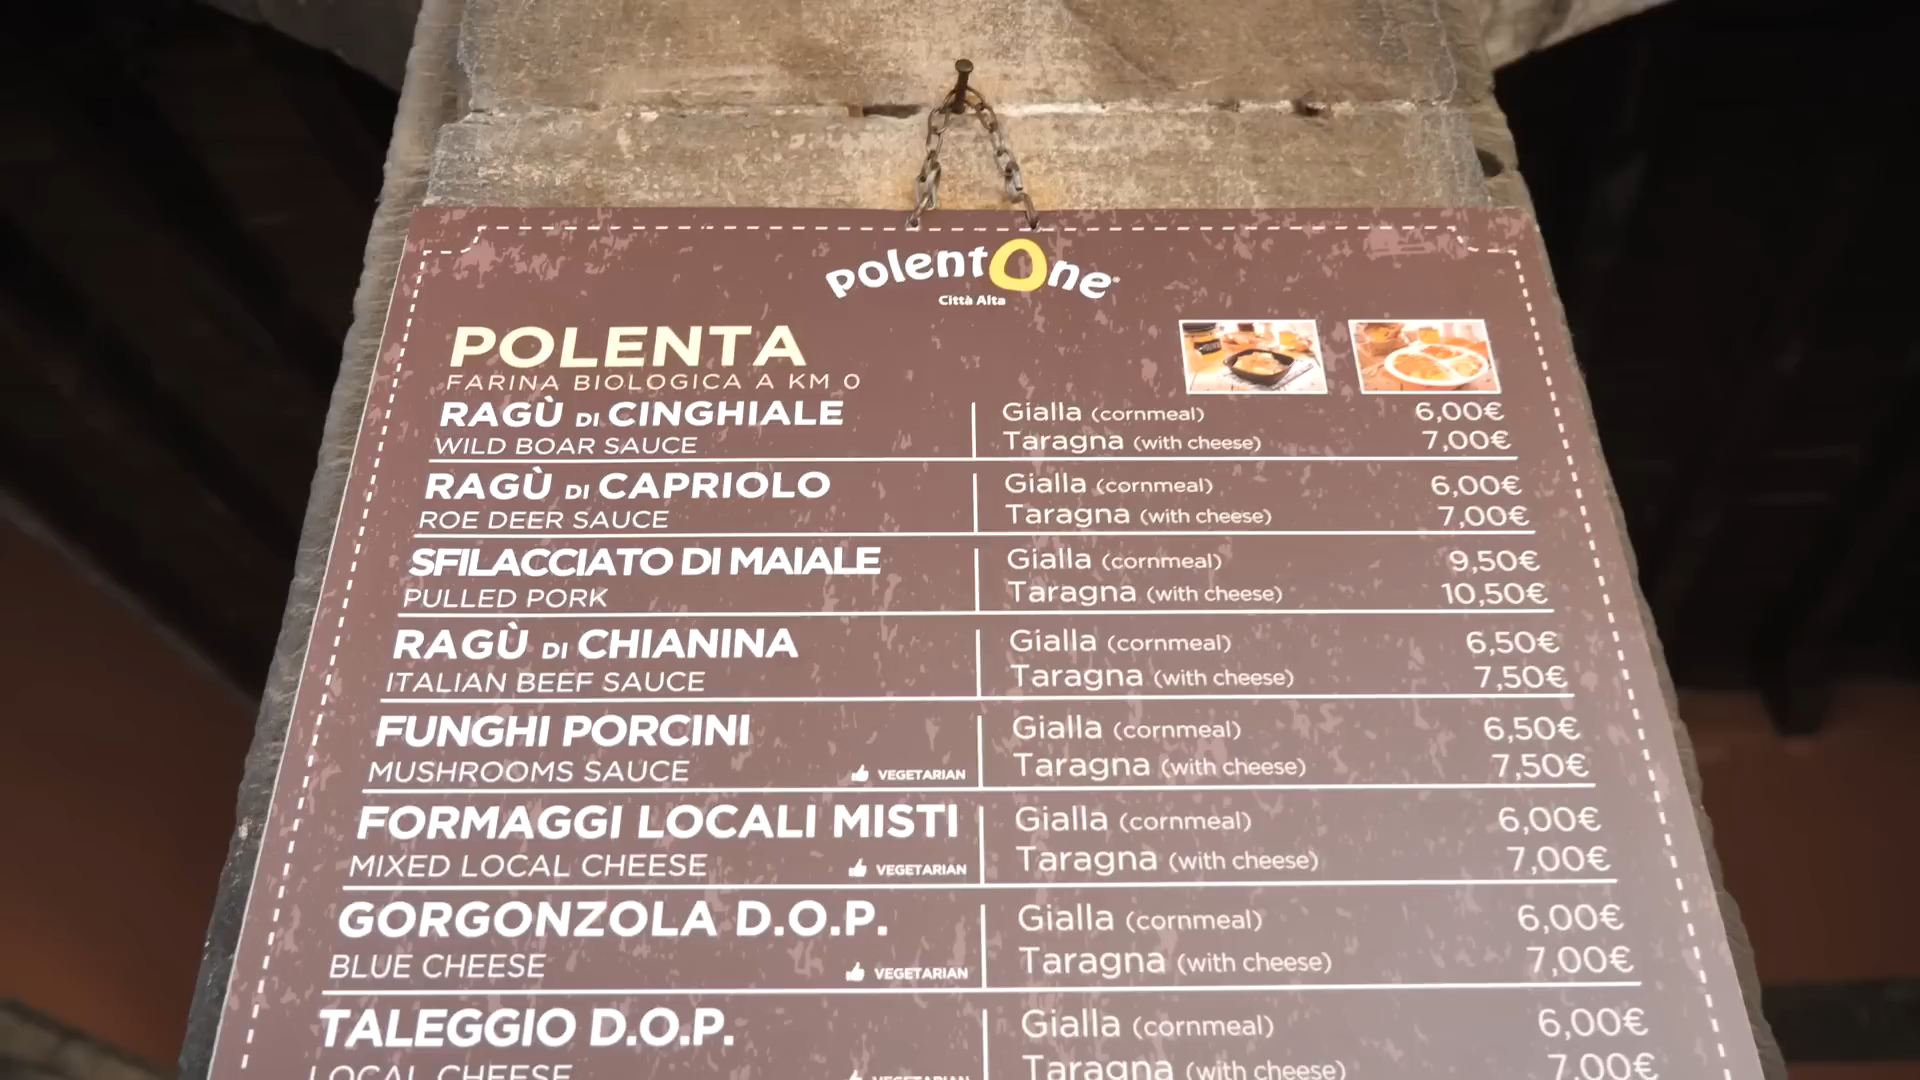 polentOne
Città Alta
POLENTA
FARINA BIOLOGICA A KM 0
RAGÙ DI CINGHIALE
WILD BOAR SAUCE
Gialla (cornmeal) 6,00€
Taragna (with cheese) 7,00€
RAGÙ DI CAPRIOLO
ROE DEER SAUCE
Gialla (cornmeal) 6,00€
Taragna (with cheese) 7,00€
SFILACCIATO DI MAIALE
PULLED PORK
Gialla (cornmeal) 9,50€
Taragna (with cheese) 10,50€
RAGÙ DI CHIANINA
ITALIAN BEEF SAUCE
Gialla (cornmeal) 6,50€
Taragna (with cheese) 7,50€
FUNGHI PORCINI
MUSHROOMS SAUCE
VEGETARIAN
Gialla (cornmeal) 6,50€
Taragna (with cheese) 7,50€
FORMAGGI LOCALI MISTI
MIXED LOCAL CHEESE
VEGETARIAN
Gialla (cornmeal) 6,00€
Taragna (with cheese) 7,00€
GORGONZOLA D.O.P.
BLUE CHEESE
VEGETARIAN
Gialla (cornmeal) 6,00€
Taragna (with cheese) 7,00€
TALEGGIO D.O.P.
LOCAL CHEESE
VEGETARIAN
Gialla (cornmeal) 6,00€
Taragna (with cheese) 7,00€